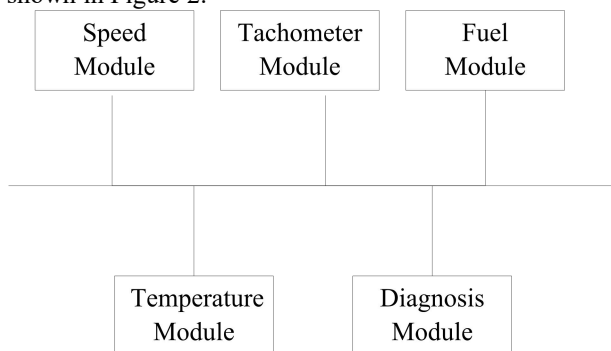 shown in Figure 2.
Speed
Module
Tachometer
Module
Fuel
Module
Temperature
Module
Diagnosis
Module